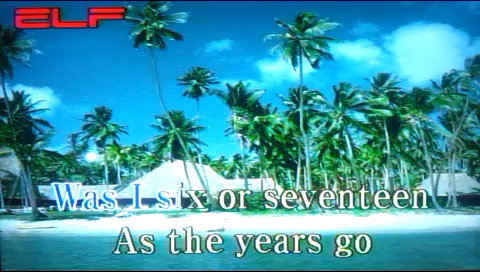 ELF
Was I six or seventeen
As the years go